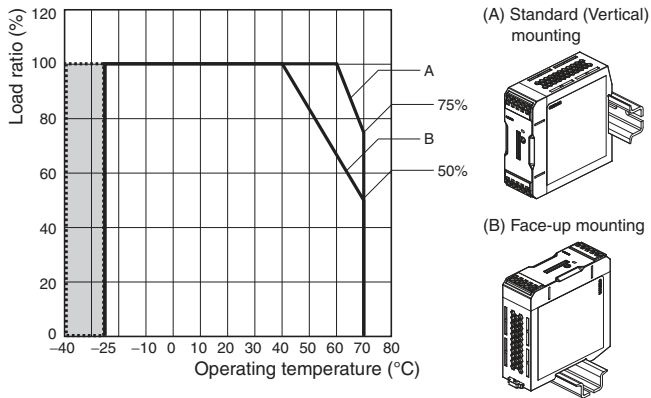 Load ratio (%)
120
100
80
60
40
20
0
–40 –25 –10 0 10 20 30 40 50 60 70 80
Operating temperature (°C)
A
75%
B
50%
(A) Standard (Vertical)
mounting
(B) Face-up mounting